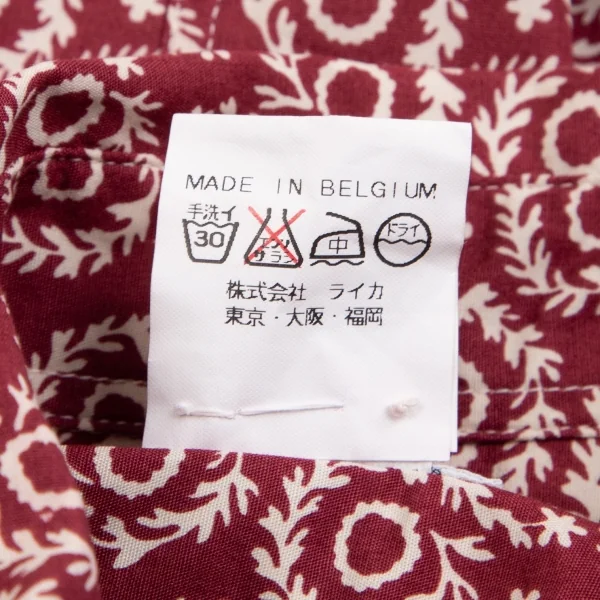 MADE IN BELGIUM
手洗イ
30 エンソ サラシ 中 ドライ
株式会社 ライカ
東京・大阪・福岡